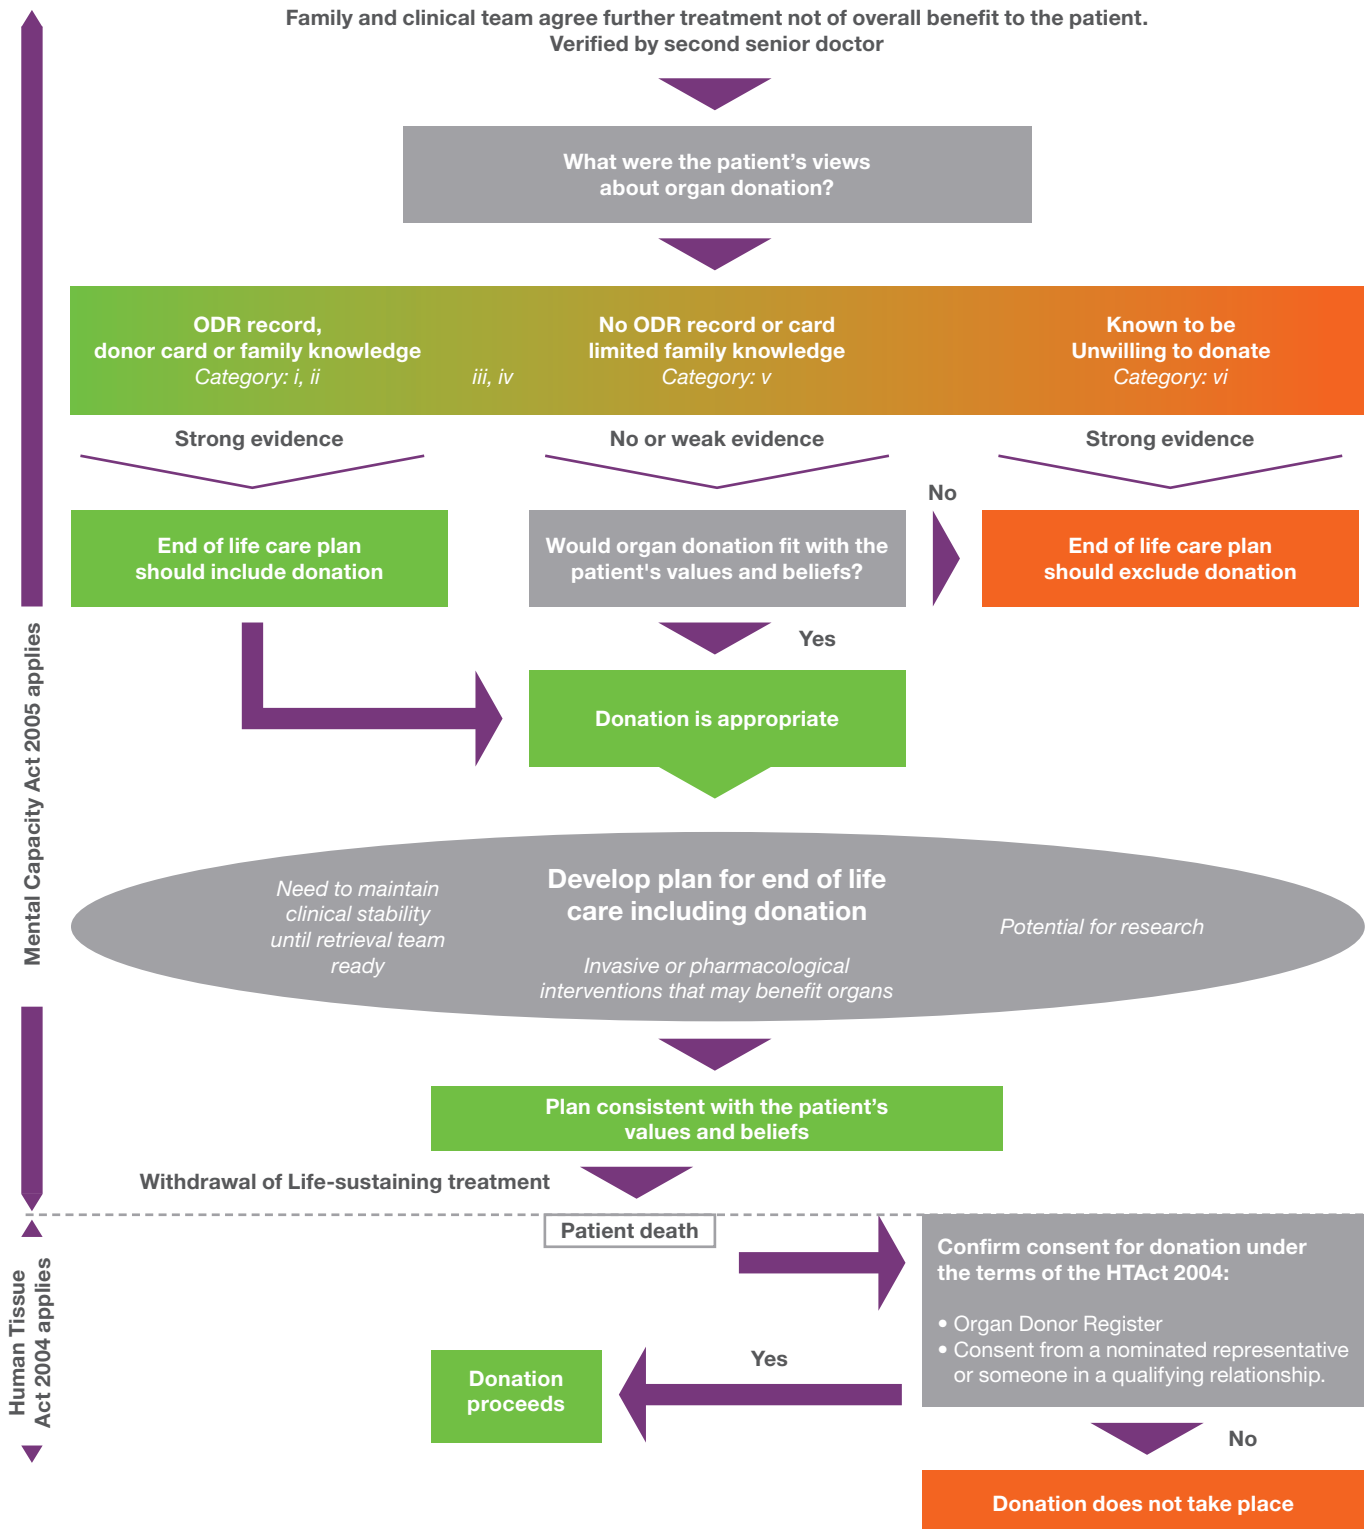 Family and clinical team agree further treatment not of overall benefit to the patient.
Verified by second senior doctor
What were the patient’s views
about organ donation?
ODR record,
donor card or family knowledge
Category: i, ii
iii, iv
No ODR record or card
limited family knowledge
Category: v
Known to be
Unwilling to donate
Category: vi
Strong evidence
No or weak evidence
Strong evidence
No
End of life care plan
should include donation
Would organ donation fit with the
patient's values and beliefs?
End of life care plan
should exclude donation
Yes
Donation is appropriate
Mental Capacity Act 2005 applies
Need to maintain
clinical stability
until retrieval team
ready
Develop plan for end of life
care including donation
Invasive or pharmacological
interventions that may benefit organs
Potential for research
Plan consistent with the patient’s
values and beliefs
Withdrawal of Life-sustaining treatment
Patient death
Human Tissue
Act 2004 applies
Confirm consent for donation under
the terms of the HTAct 2004:
• Organ Donor Register
• Consent from a nominated representative
or someone in a qualifying relationship.
Yes
Donation
proceeds
No
Donation does not take place